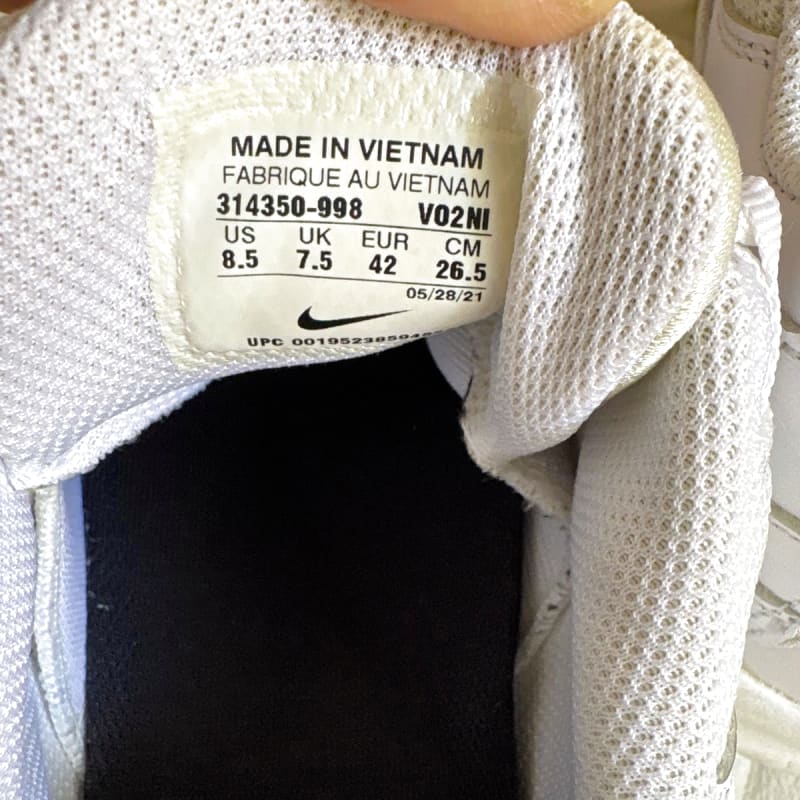 MADE IN VIETNAM
FABRIQUE AU VIETNAM
314350-998 VO2NI
US UK EUR CM
8.5 7.5 42 26.5
05/28/21
UPC